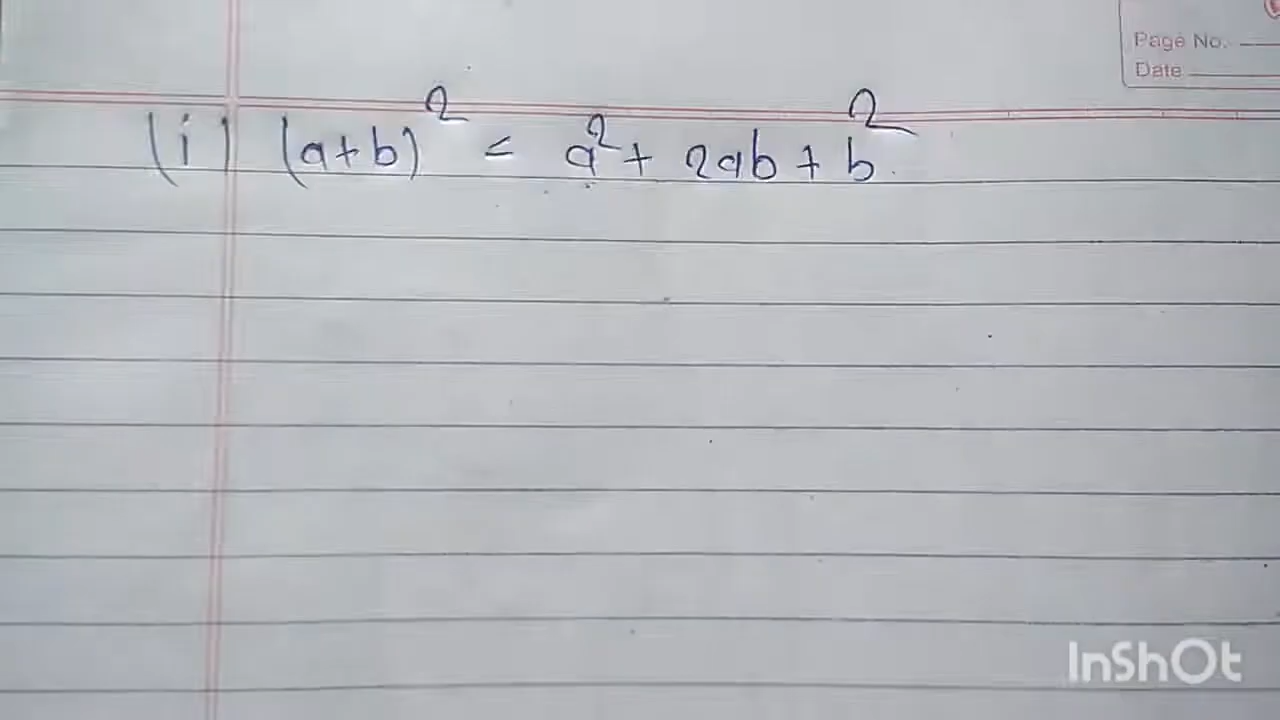 Page No.
Date
(i) (a+b)² = a² + 2ab + b²
InShOt